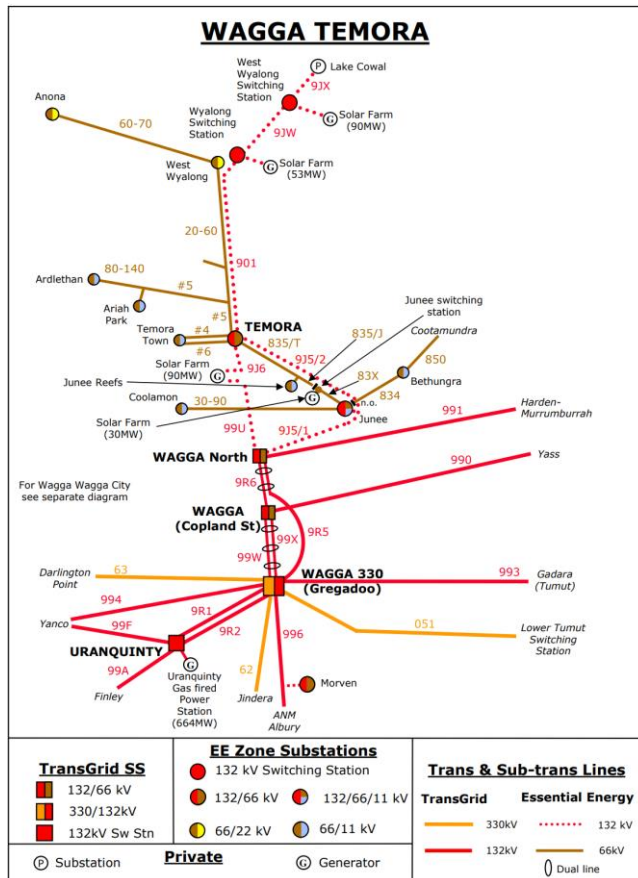 WAGGA TEMORA
West
Wyalong
Switching
Station
P
Lake Cowal
9JX
Anona
60-70
Wyalong
Switching
Station
9JW
G
Solar Farm
(90MW)
West
Wyalong
G
Solar Farm
(53MW)
20-60
901
Ardlethan
80-140
#5
Ariah
Park
#5
Junee switching
station
Temora
Town
#4
#6
TEMORA
835/T
835/J
Cootamundra
Solar Farm
(90MW)
G
9J6
9J5/2
850
Junee Reefs
83X
Bethungra
G
834
n.o.
Coolamon
30-90
Junee
Solar Farm
(30MW)
99U
9J5/1
991
Harden-
Murrumburrah
WAGGA North
990
Yass
9R6
For Wagga Wagga City
see separate diagram
WAGGA
(Copland St)
99X
9R5
99W
WAGGA 330
(Gregadoo)
Darlington
Point
63
993
Gadara
(Tumut)
994
9R1
Yanco
99F
9R2
996
051
Lower Tumut
Switching
Station
URANQUINTY
99A
G
62
Morven
Finley
Uranquinty
Gas fired
Power
Station
(664MW)
Jindera
ANM
Albury
TransGrid SS
132/66 kV
330/132kV
132kV Sw Stn
EE Zone Substations
132 kV Switching Station
132/66 kV
132/66/11 kV
66/22 kV
66/11 kV
Trans & Sub-trans Lines
TransGrid
Essential Energy
330kV
132 kV
132kV
66kV
Dual line
P Substation
Private
G Generator